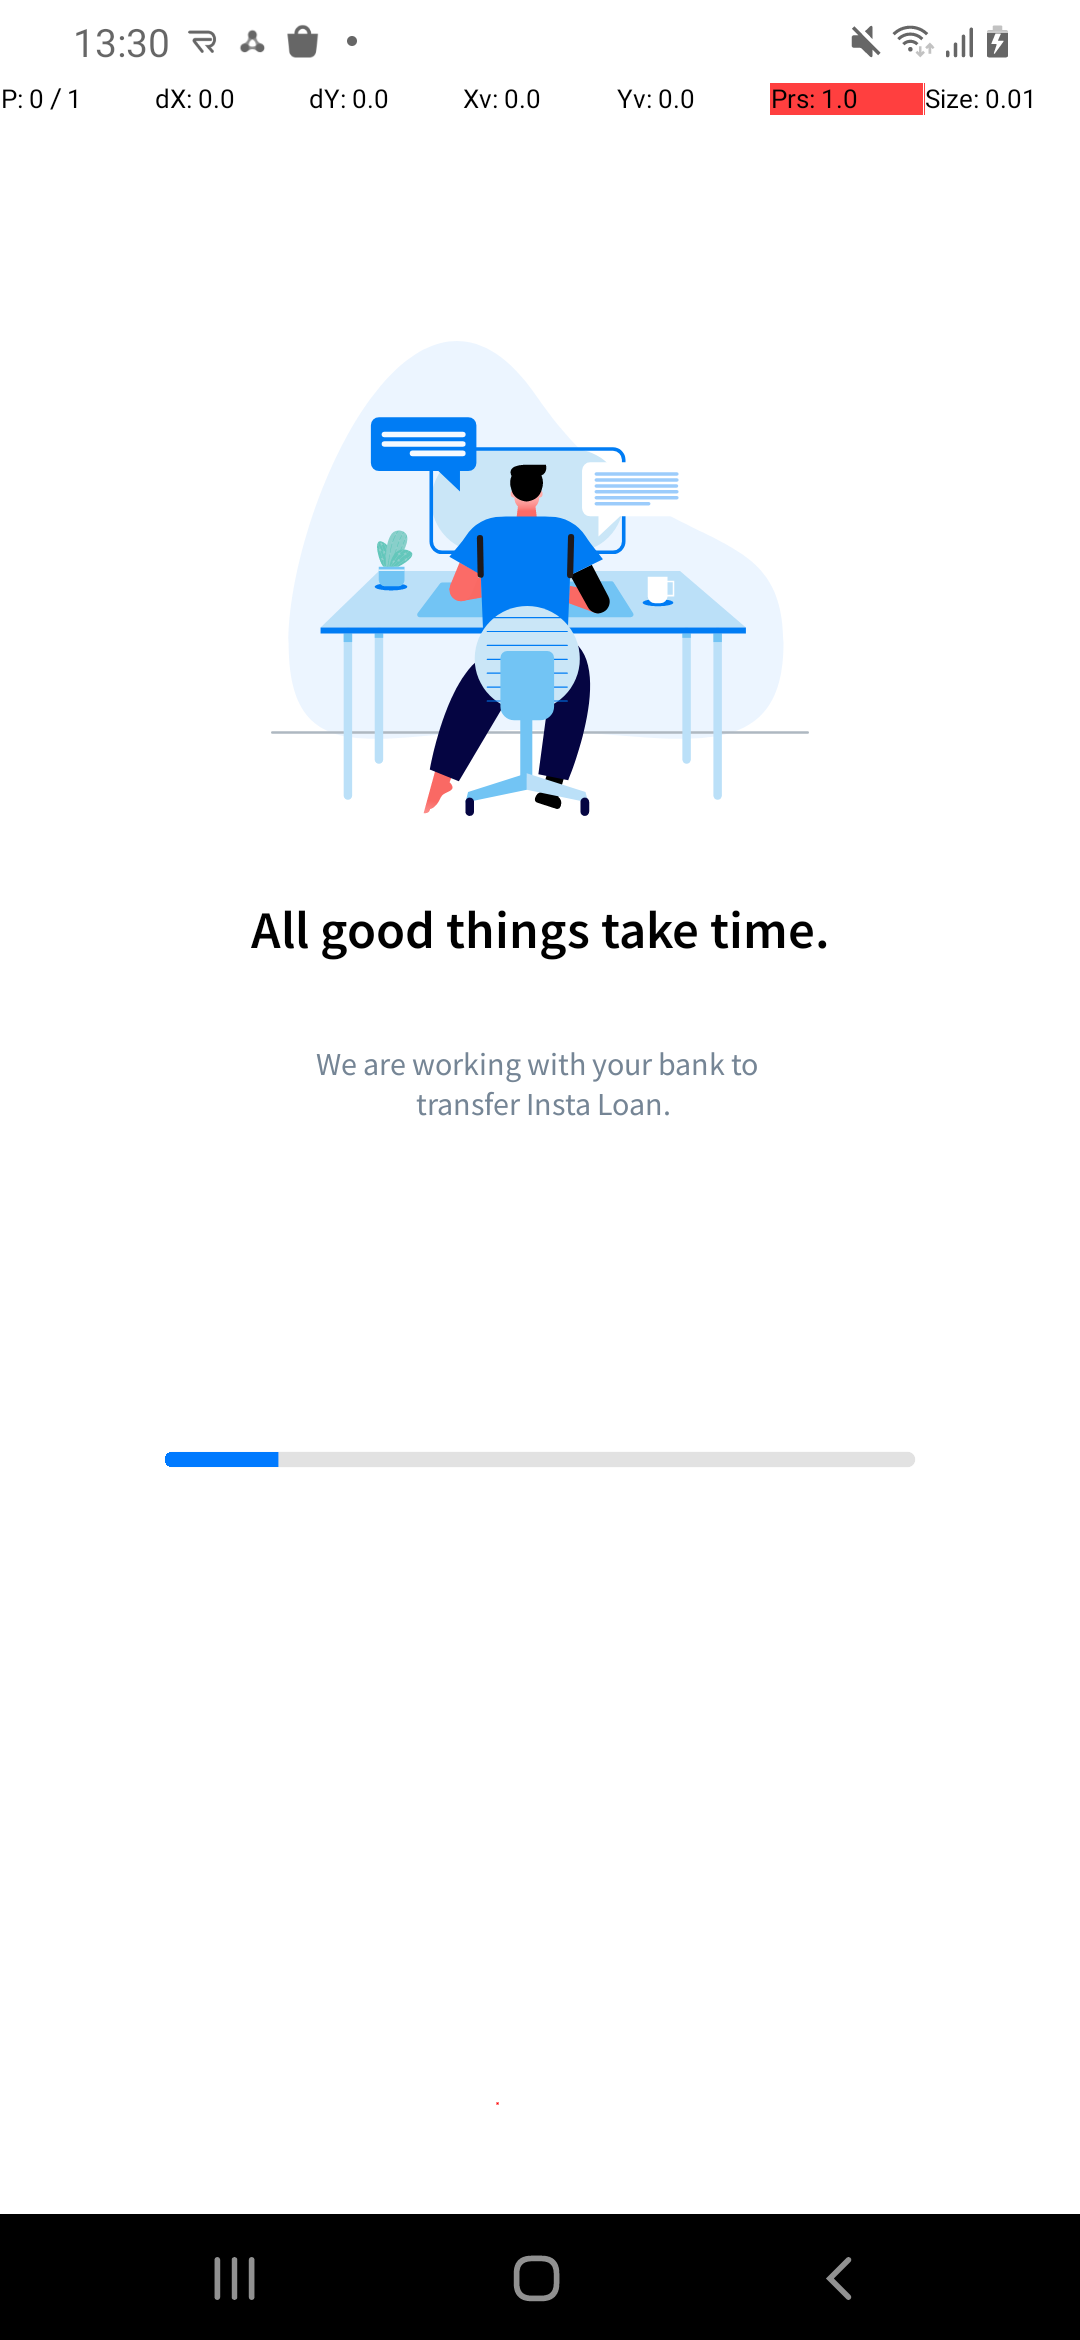 13:30
P: 0 / 1 dX: 0.0 dY: 0.0 Xv: 0.0 Yv: 0.0 Prs: 1.0 Size: 0.01
All good things take time.
We are working with your bank to
transfer Insta Loan.